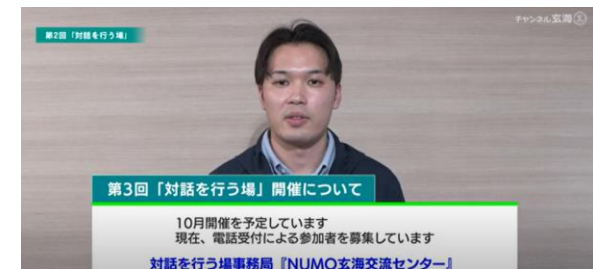 第2回「対話を行う場」
チャンネル玄海
第3回「対話を行う場」開催について
10月開催を予定しています
現在、電話受付による参加者を募集しています
対話を行う場事務局『NUMO玄海交流センター』